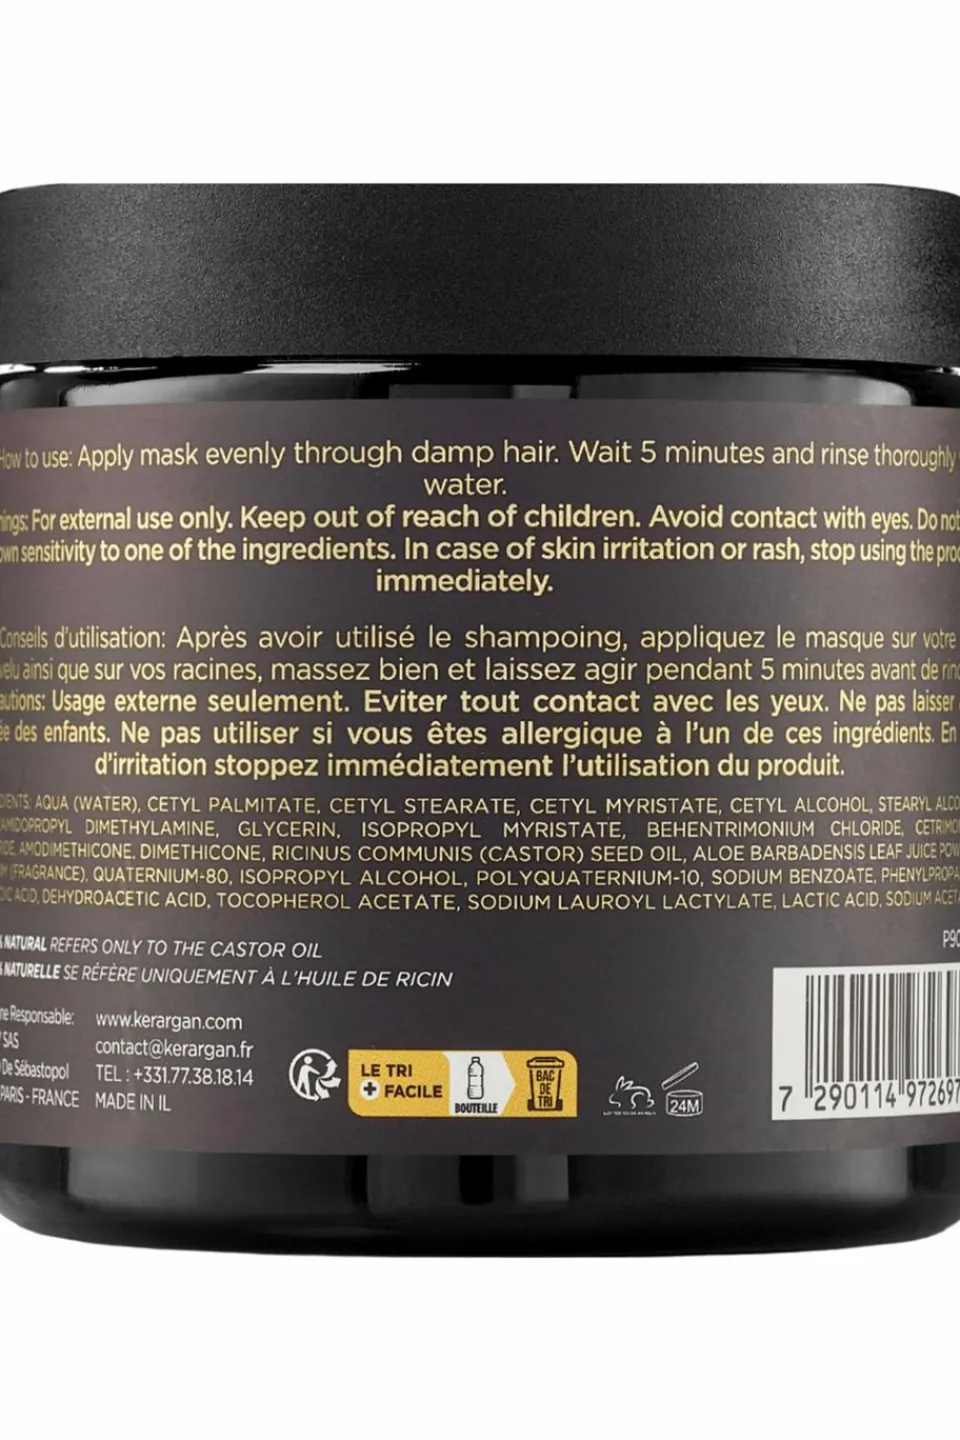 How to use: Apply mask evenly through damp hair. Wait 5 minutes and rinse thoroughly
water.
For external use only. Keep out of reach of children. Avoid contact with eyes. Do not
sensitivity to one of the ingredients. In case of skin irritation or rash, stop using the
immediately.
Conseils d'utilisation: Après avoir utilisé le shampoing, appliquez le masque sur votre
ainsi que sur vos racines, massez bien et laissez agir pendant 5 minutes avant de
Usage externe seulement. Eviter tout contact avec les yeux. Ne pas laisser
des enfants. Ne pas utiliser si vous êtes allergique à l'un de ces ingrédients. En
d'irritation stoppez immédiatement l'utilisation du produit.
AQUA (WATER), CETYL PALMITATE, CETYL STEARATE, CETYL MYRISTATE, CETYL ALCOHOL, STEARYL
DIMETHYLAMINE, GLYCERIN, ISOPROPYL MYRISTATE, BEHENTRIMONIUM CHLORIDE,
AMODIMETHICONE, DIMETHICONE, RICINUS COMMUNIS (CASTOR) SEED OIL, ALOE BARBADENSIS LEAF JUICE
(FRAGRANCE), QUATERNIUM-80, ISOPROPYL ALCOHOL, POLYQUATERNIUM-10, SODIUM BENZOATE,
ACID, DEHYDROACETIC ACID, TOCOPHEROL ACETATE, SODIUM LAUROYL LACTYLATE, LACTIC ACID, SODIUM
NATURAL REFERS ONLY TO THE CASTOR OIL
NATURELLE SE RÉFÈRE UNIQUEMENT À L'HUILE DE RICIN
Responsable:
SAS
De Sébastopol
PARIS - FRANCE
www.kerargan.com
contact@kerargan.fr
TEL : +331.77.38.18.14
MADE IN IL
LE TRI
+ FACILE
BOUTEILLE
BAC
DE
TRI
24M
7 290114 972697